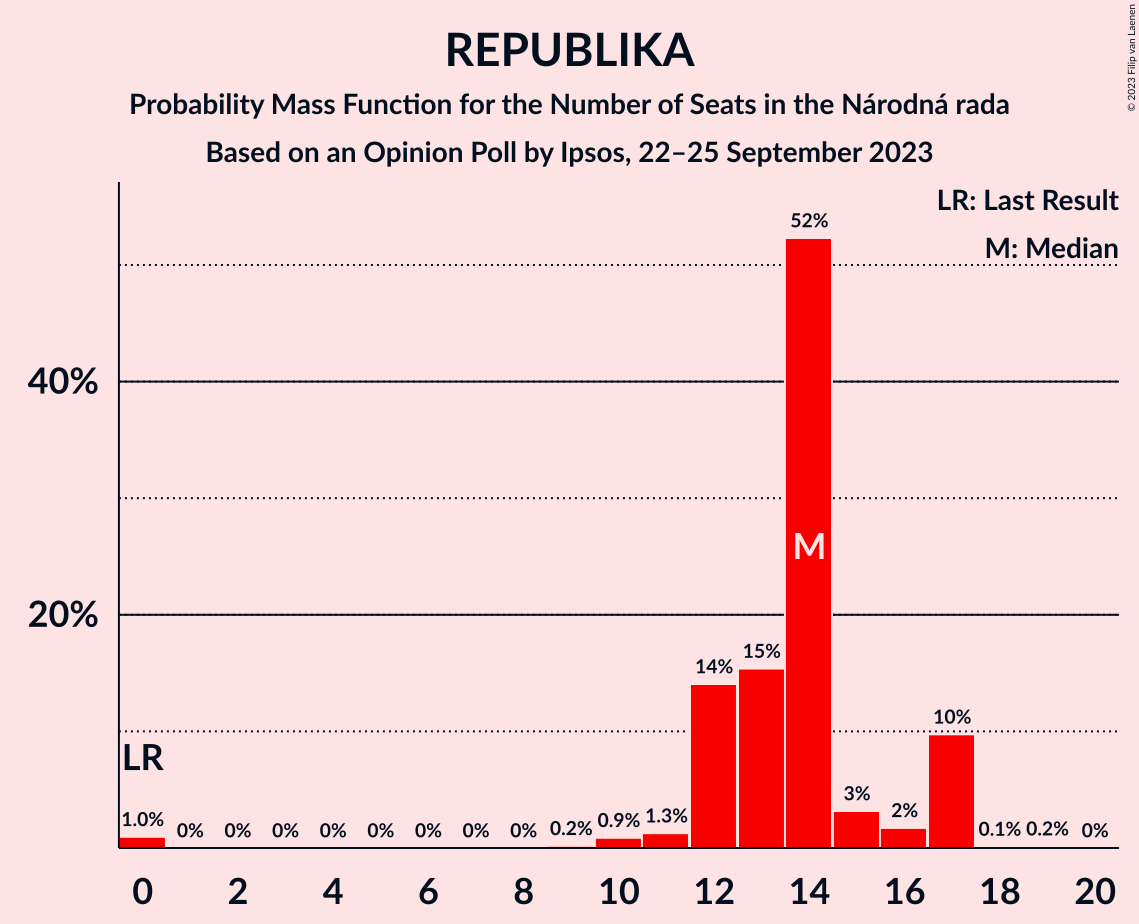 REPUBLIKA
Probability Mass Function for the Number of Seats in the Národná rada
Based on an Opinion Poll by Ipsos, 22–25 September 2023
© 2023 Filip van Laenen
LR: Last Result
M: Median
40%
20%
LR
M
1.0% 0% 0% 0% 0% 0% 0% 0% 0% 0.2% 0.9% 1.3% 14% 15% 52% 3% 2% 10% 0.1% 0.2% 0%
0 2 4 6 8 10 12 14 16 18 20